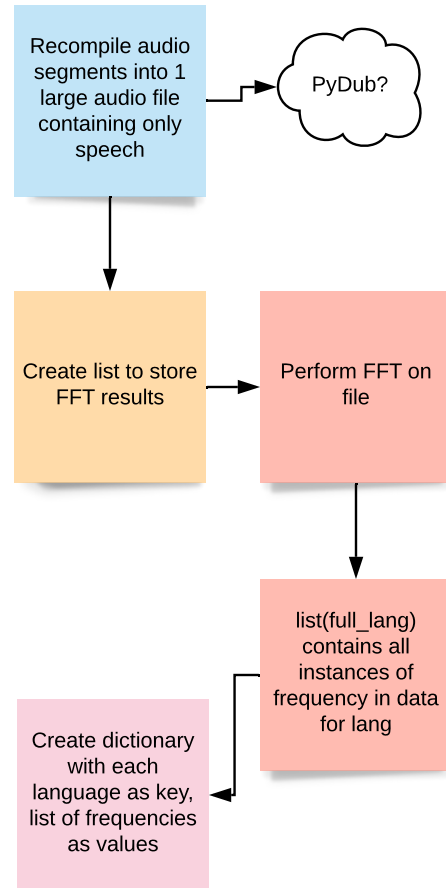 Recompile audio
segments into 1
large audio file
containing only
speech
PyDub?
Create list to store
FFT results
Perform FFT on
file
list(full_lang)
contains all
instances of
frequency in data
for lang
Create dictionary
with each
language as key,
list of frequencies
as values